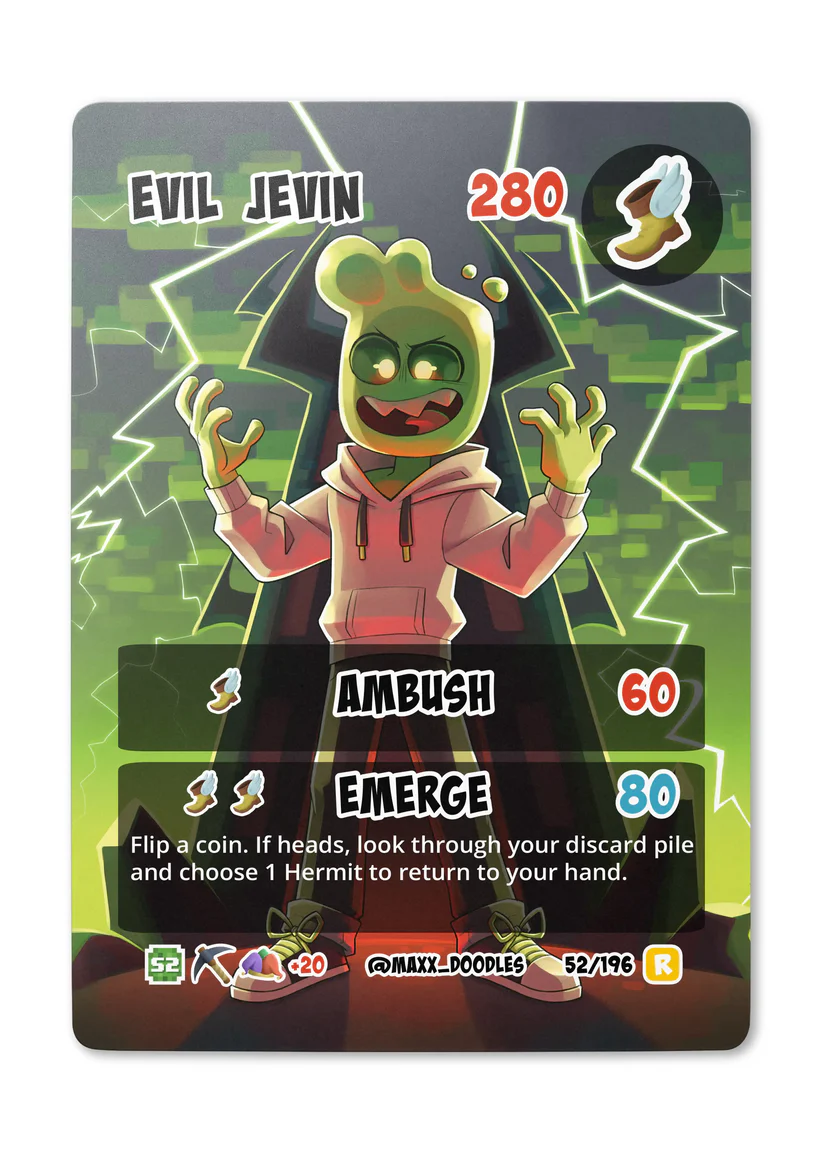 EVIL JEVIN 280
AMBUSH 60
EMERGE 80
Flip a coin. If heads, look through your discard pile
and choose 1 Hermit to return to your hand.
S2 +20 @MAXX_DOODLES 52/196 R